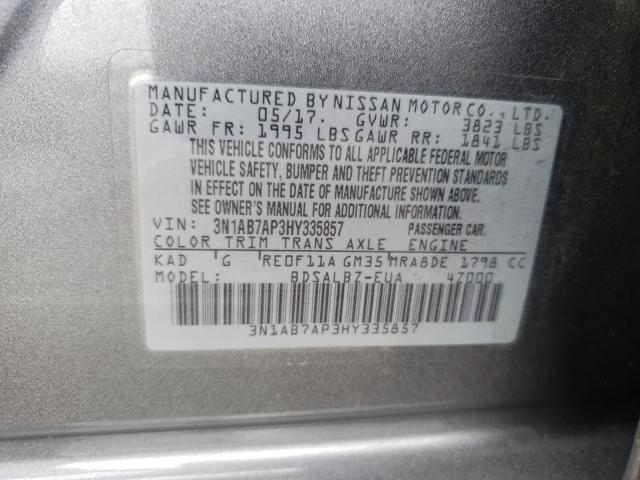 MANUFACTURED BY NISSAN MOTOR CO., LTD.
DATE: 05/17. GVWR: 3823 LBS
GAWR FR: 1995 LBS GAWR RR: 1841 LBS
THIS VEHICLE CONFORMS TO ALL APPLICABLE FEDERAL MOTOR
VEHICLE SAFETY, BUMPER AND THEFT PREVENTION STANDARDS
IN EFFECT ON THE DATE OF MANUFACTURE SHOWN ABOVE.
SEE OWNER'S MANUAL FOR ADDITIONAL INFORMATION.
VIN: 3N1AB7AP3HY335857 PASSENGER CAR.
COLOR TRIM TRANS AXLE ENGINE
KAD G RE0F11A GM35 MRA8DE 1798 CC
MODEL: BDSALBZ-EUA 4Z000
3N1AB7AP3HY335857